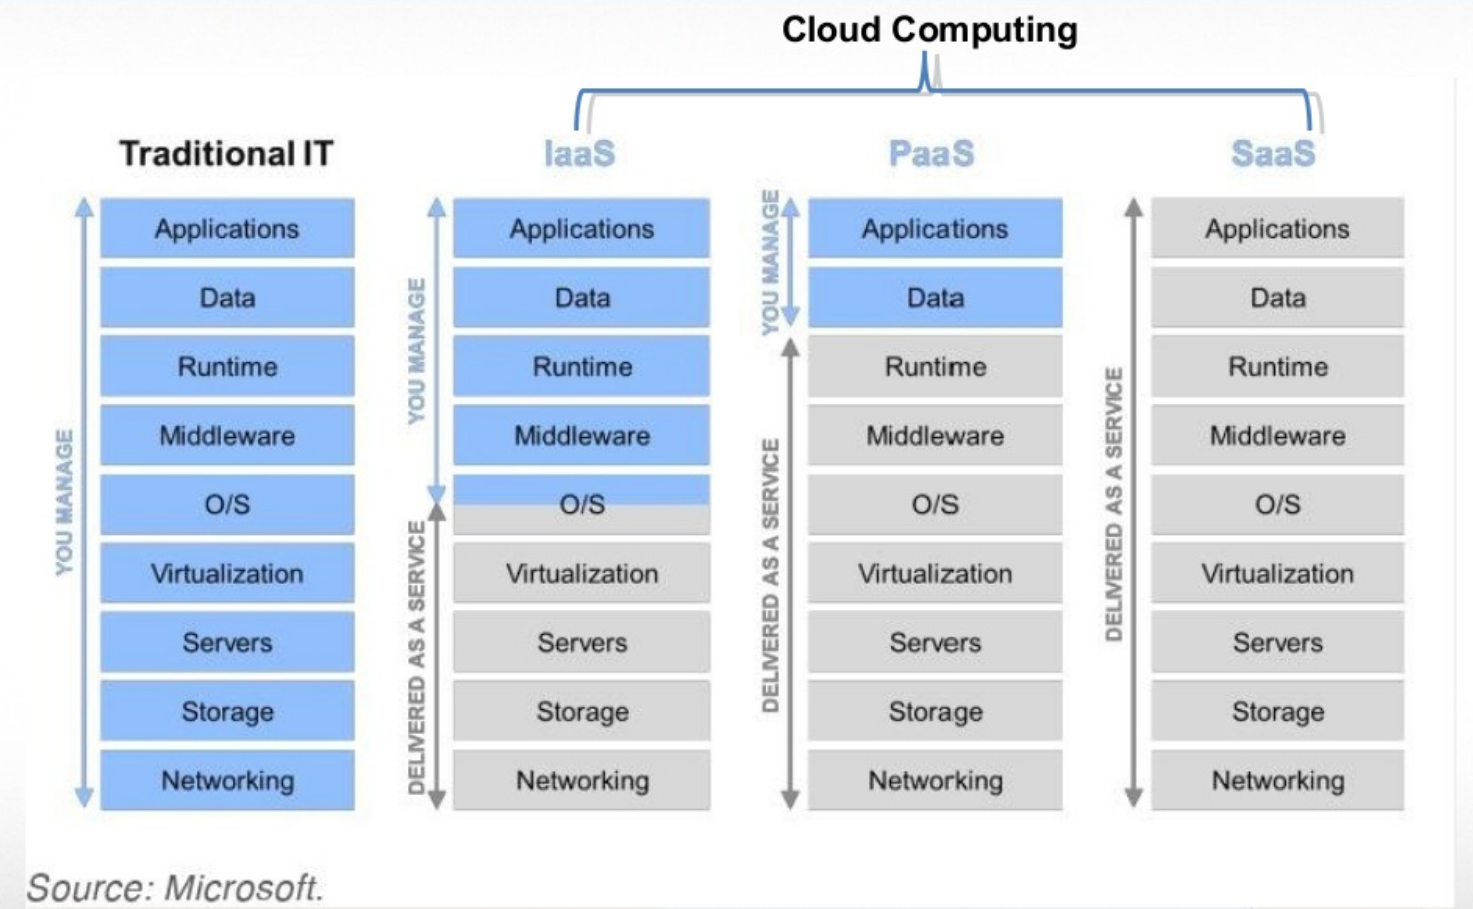 Cloud Computing
Traditional IT
YOU MANAGE
Applications
Data
Runtime
Middleware
O/S
Virtualization
Servers
Storage
Networking
IaaS
YOU MANAGE
DELIVERED AS A SERVICE
Applications
Data
Runtime
Middleware
O/S
Virtualization
Servers
Storage
Networking
PaaS
YOU MANAGE
DELIVERED AS A SERVICE
Applications
Data
Runtime
Middleware
O/S
Virtualization
Servers
Storage
Networking
SaaS
DELIVERED AS A SERVICE
Applications
Data
Runtime
Middleware
O/S
Virtualization
Servers
Storage
Networking
Source: Microsoft.